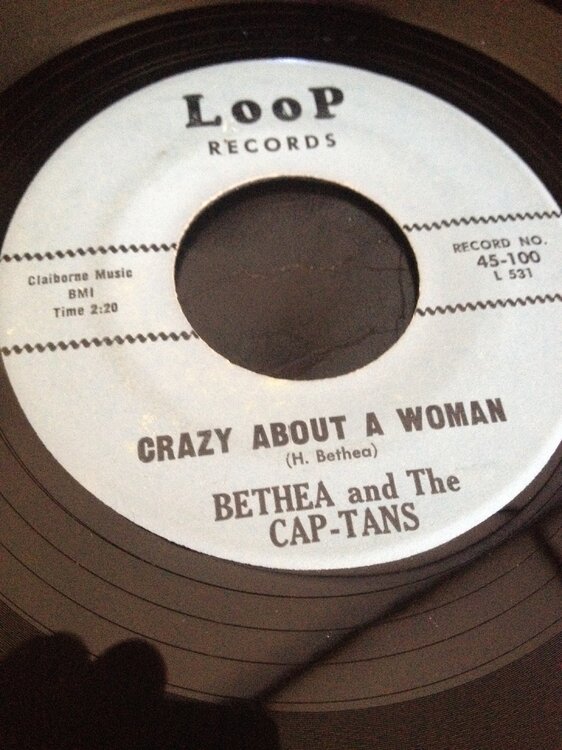 LooP
RECORDS
Claiborne Music
BMI
Time 2:20
RECORD NO.
45-100
L 531
CRAZY ABOUT A WOMAN
(H. Bethea)
BETHEA and The
CAP-TANS